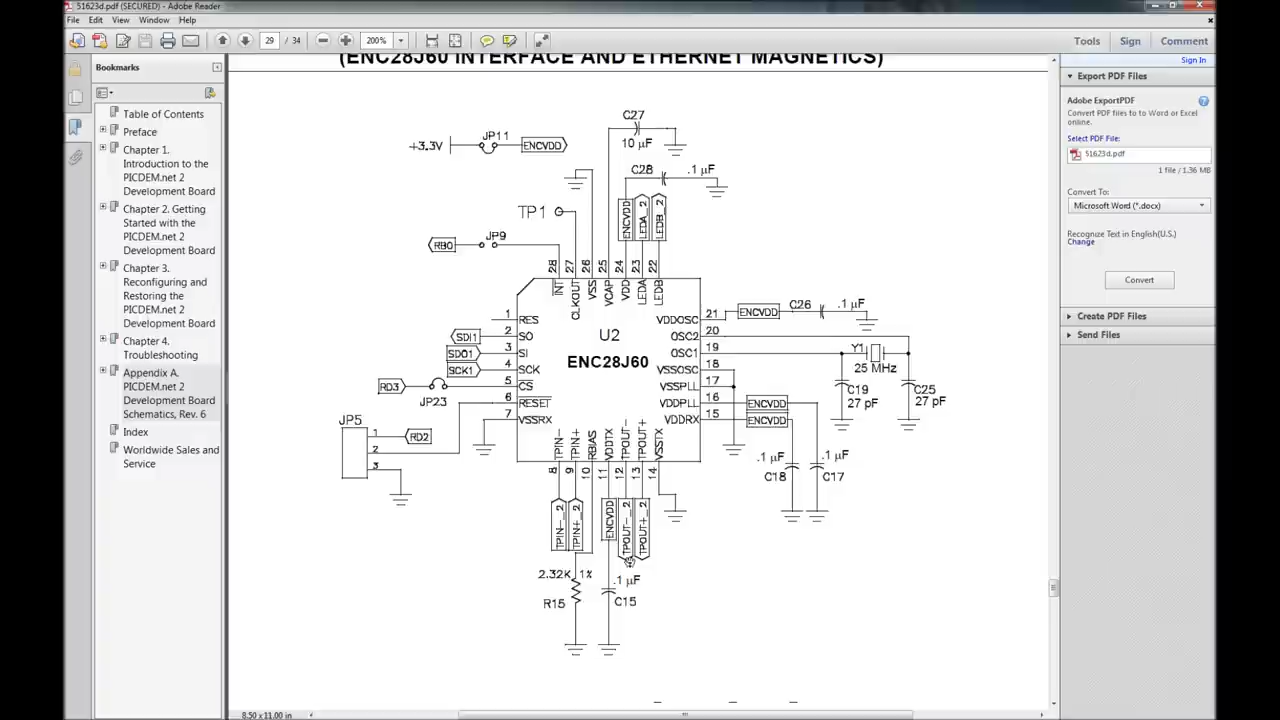 51623d.pdf (SECURED) - Adobe Reader
File Edit View Window Help
29 / 34 200% Tools Sign Comment
Sign In
Bookmarks
Table of Contents
Preface
Chapter 1.
Introduction to the
PICDEM.net 2
Development Board
Chapter 2. Getting
Started with the
PICDEM.net 2
Development Board
Chapter 3.
Reconfiguring and
Restoring the
PICDEM.net 2
Development Board
Chapter 4.
Troubleshooting
Appendix A.
PICDEM.net 2
Development Board
Schematics, Rev. 6
Index
Worldwide Sales and
Service
(ENC28J60 INTERFACE AND ETHERNET MAGNETICS)
C27
10 µF
+3.3V JP11 ENCVDD
C28 .1 µF
TP1
ENCVDD LEDA_2 LEDB_2
RB0 JP9
28 27 26 25 24 23 22
INT CLKOUT VSS VCAP VDD LEDA LEDB
U2
ENC28J60
1 RES
SDI1 2 SO
SDO1 3 SI
SCK1 4 SCK
RD3 JP23 5 CS
6 RESET
7 VSSRX
JP5
1 RD2
2
3
VDDOSC 21 ENCVDD C26 .1 µF
OSC2 20
OSC1 19 Y1
25 MHz
VSSOSC 18
VSSPLL 17
VDDPLL 16 ENCVDD
VDDRX 15 ENCVDD
C19
27 pF
C25
27 pF
.1 µF
C18
.1 µF
C17
TPIN- TPIN+ RBIAS VDDTX TPOUT- TPOUT+ VSSTX
8 9 10 11 12 13 14
TPIN-_2 TPIN+_2 ENCVDD TPOUT-_2 TPOUT+_2
2.32K 1%
R15
.1 µF
C15
8.50 x 11.00 in
Export PDF Files
Adobe ExportPDF
Convert PDF files to to Word or Excel
online.
Select PDF File:
51623d.pdf
1 file / 1.36 MB
Convert To:
Microsoft Word (*.docx)
Recognize Text in English(U.S.)
Change
Convert
Create PDF Files
Send Files